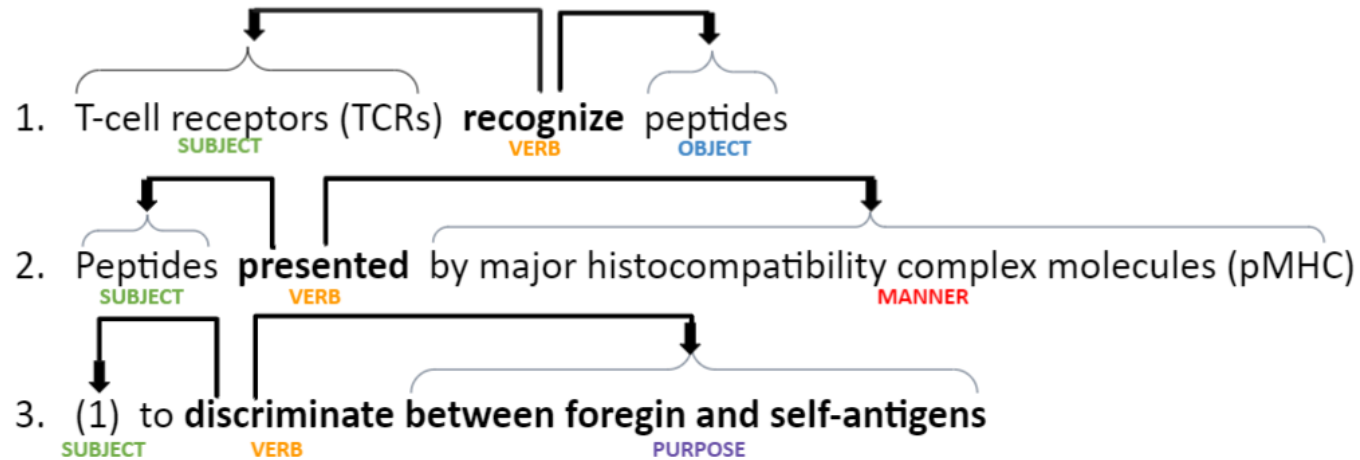 1. T-cell receptors (TCRs) recognize peptides
SUBJECT VERB OBJECT
2. Peptides presented by major histocompatibility complex molecules (pMHC)
SUBJECT VERB MANNER
3. (1) to discriminate between foregin and self-antigens
SUBJECT VERB PURPOSE